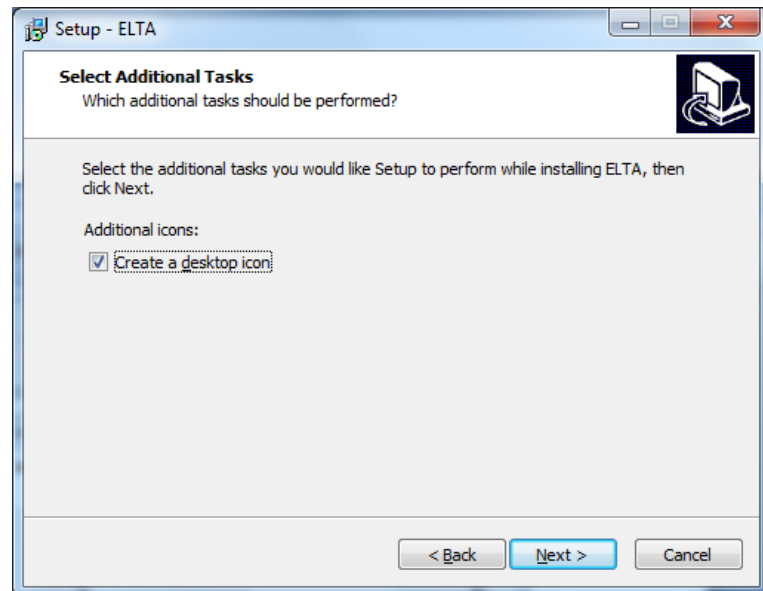 Setup - ELTA
Select Additional Tasks
Which additional tasks should be performed?
Select the additional tasks you would like Setup to perform while installing ELTA, then
click Next.
Additional icons:
Create a desktop icon
< Back Next > Cancel